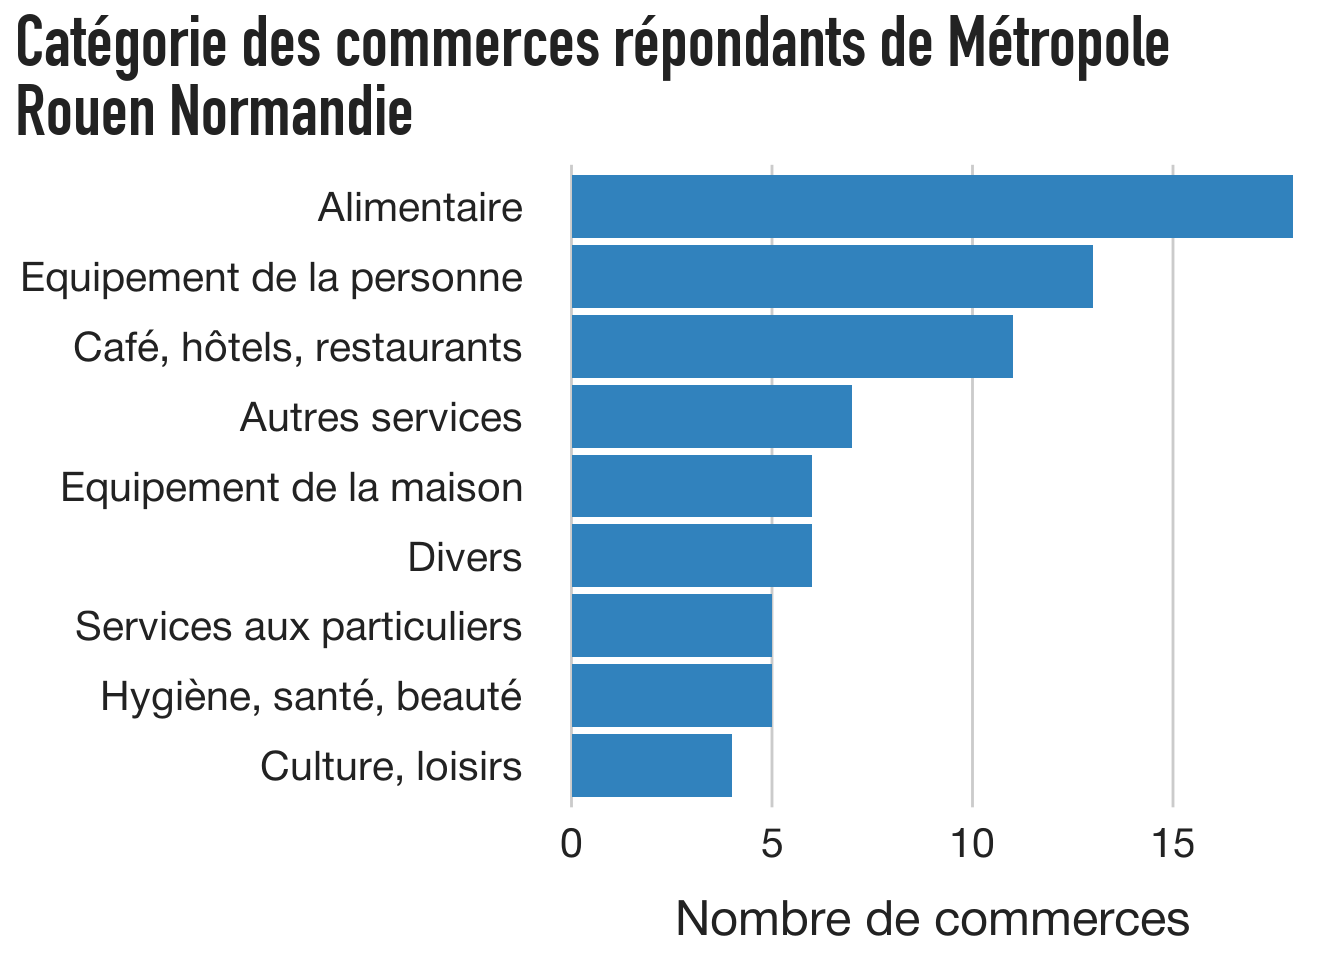 Catégorie des commerces répondants de Métropole
Rouen Normandie
Alimentaire
Equipement de la personne
Café, hôtels, restaurants
Autres services
Equipement de la maison
Divers
Services aux particuliers
Hygiène, santé, beauté
Culture, loisirs
0 5 10 15
Nombre de commerces